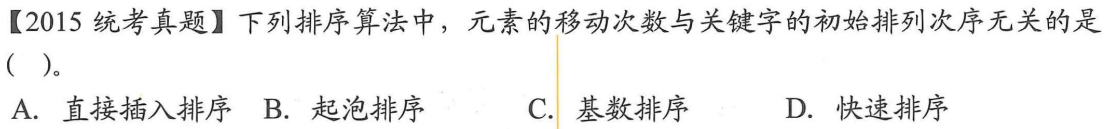 【2015 统考真题】下列排序算法中，元素的移动次数与关键字的初始排列次序无关的是
( )。
A. 直接插入排序 B. 起泡排序 C. 基数排序 D. 快速排序